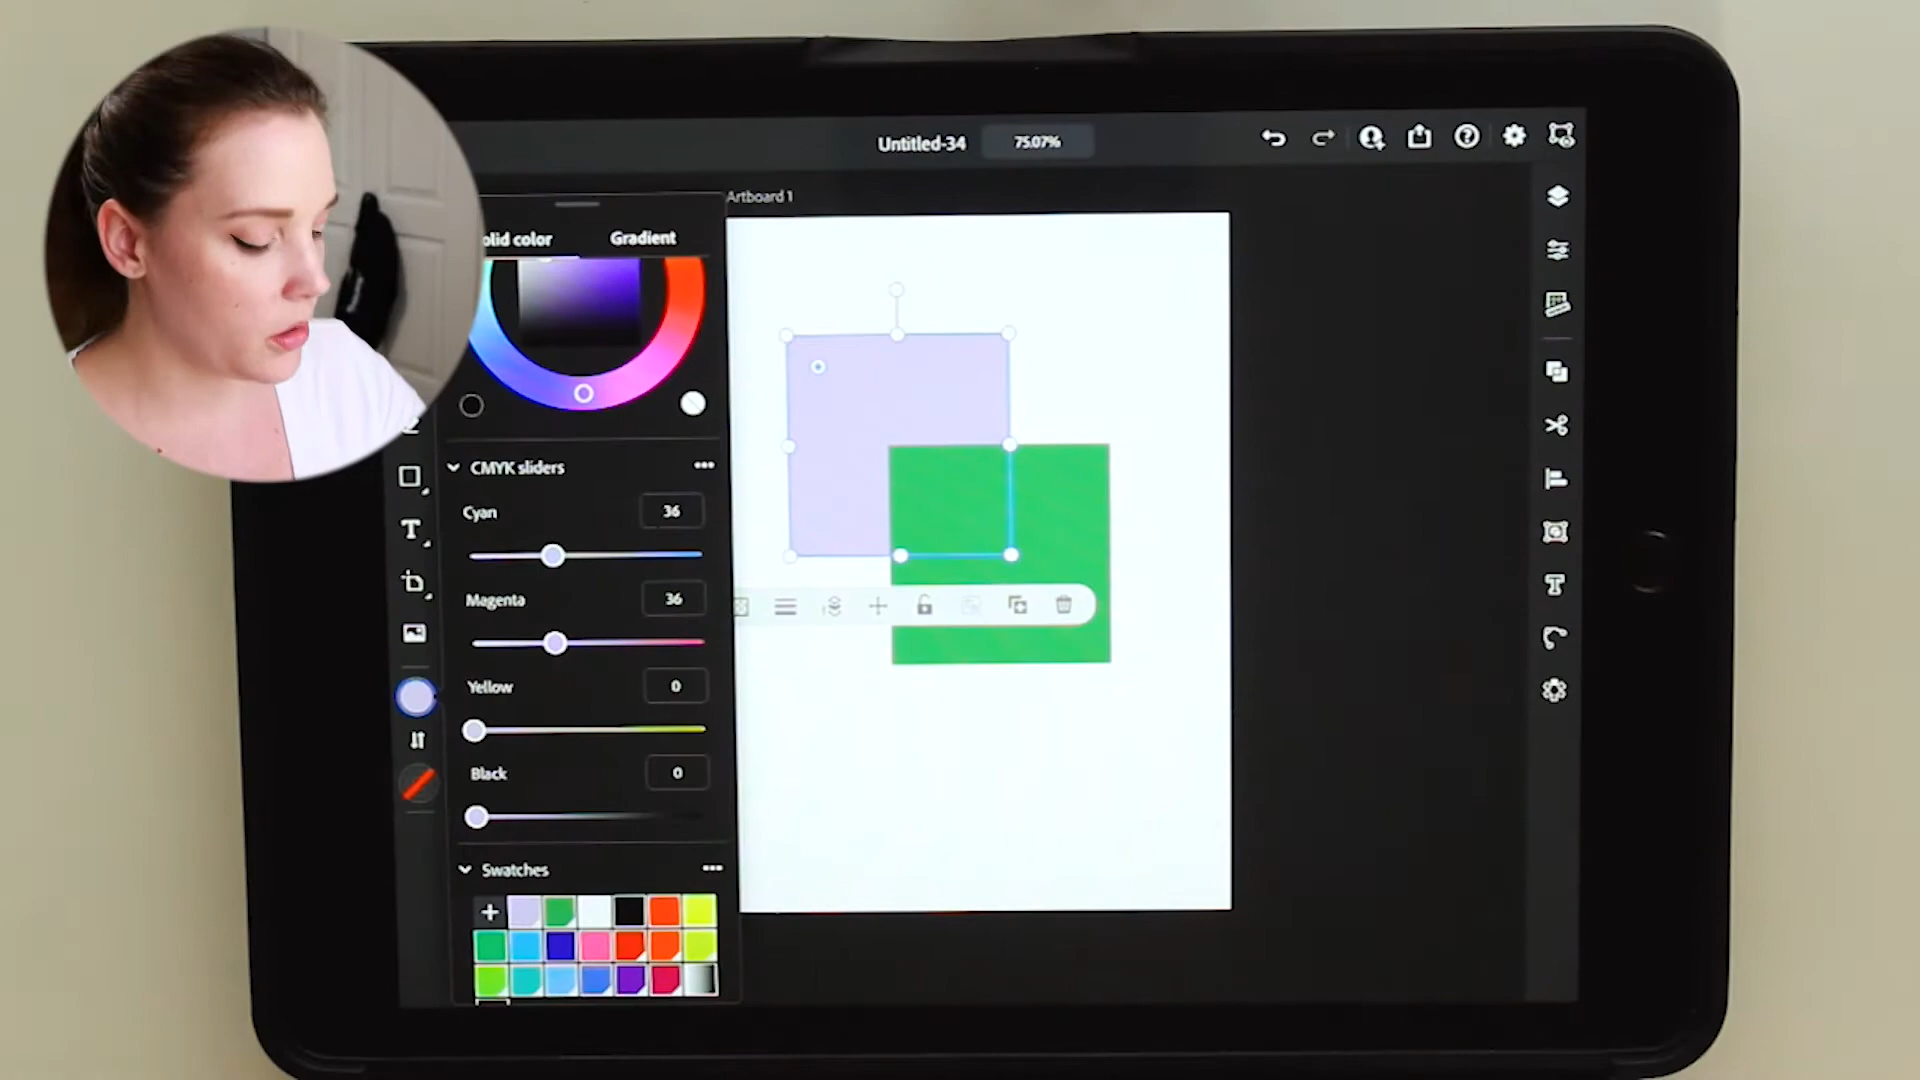 Untitled-34
75.07%
Artboard 1
olid color
Gradient
CMYK sliders
Cyan
36
Magenta
36
Yellow
0
Black
0
Swatches